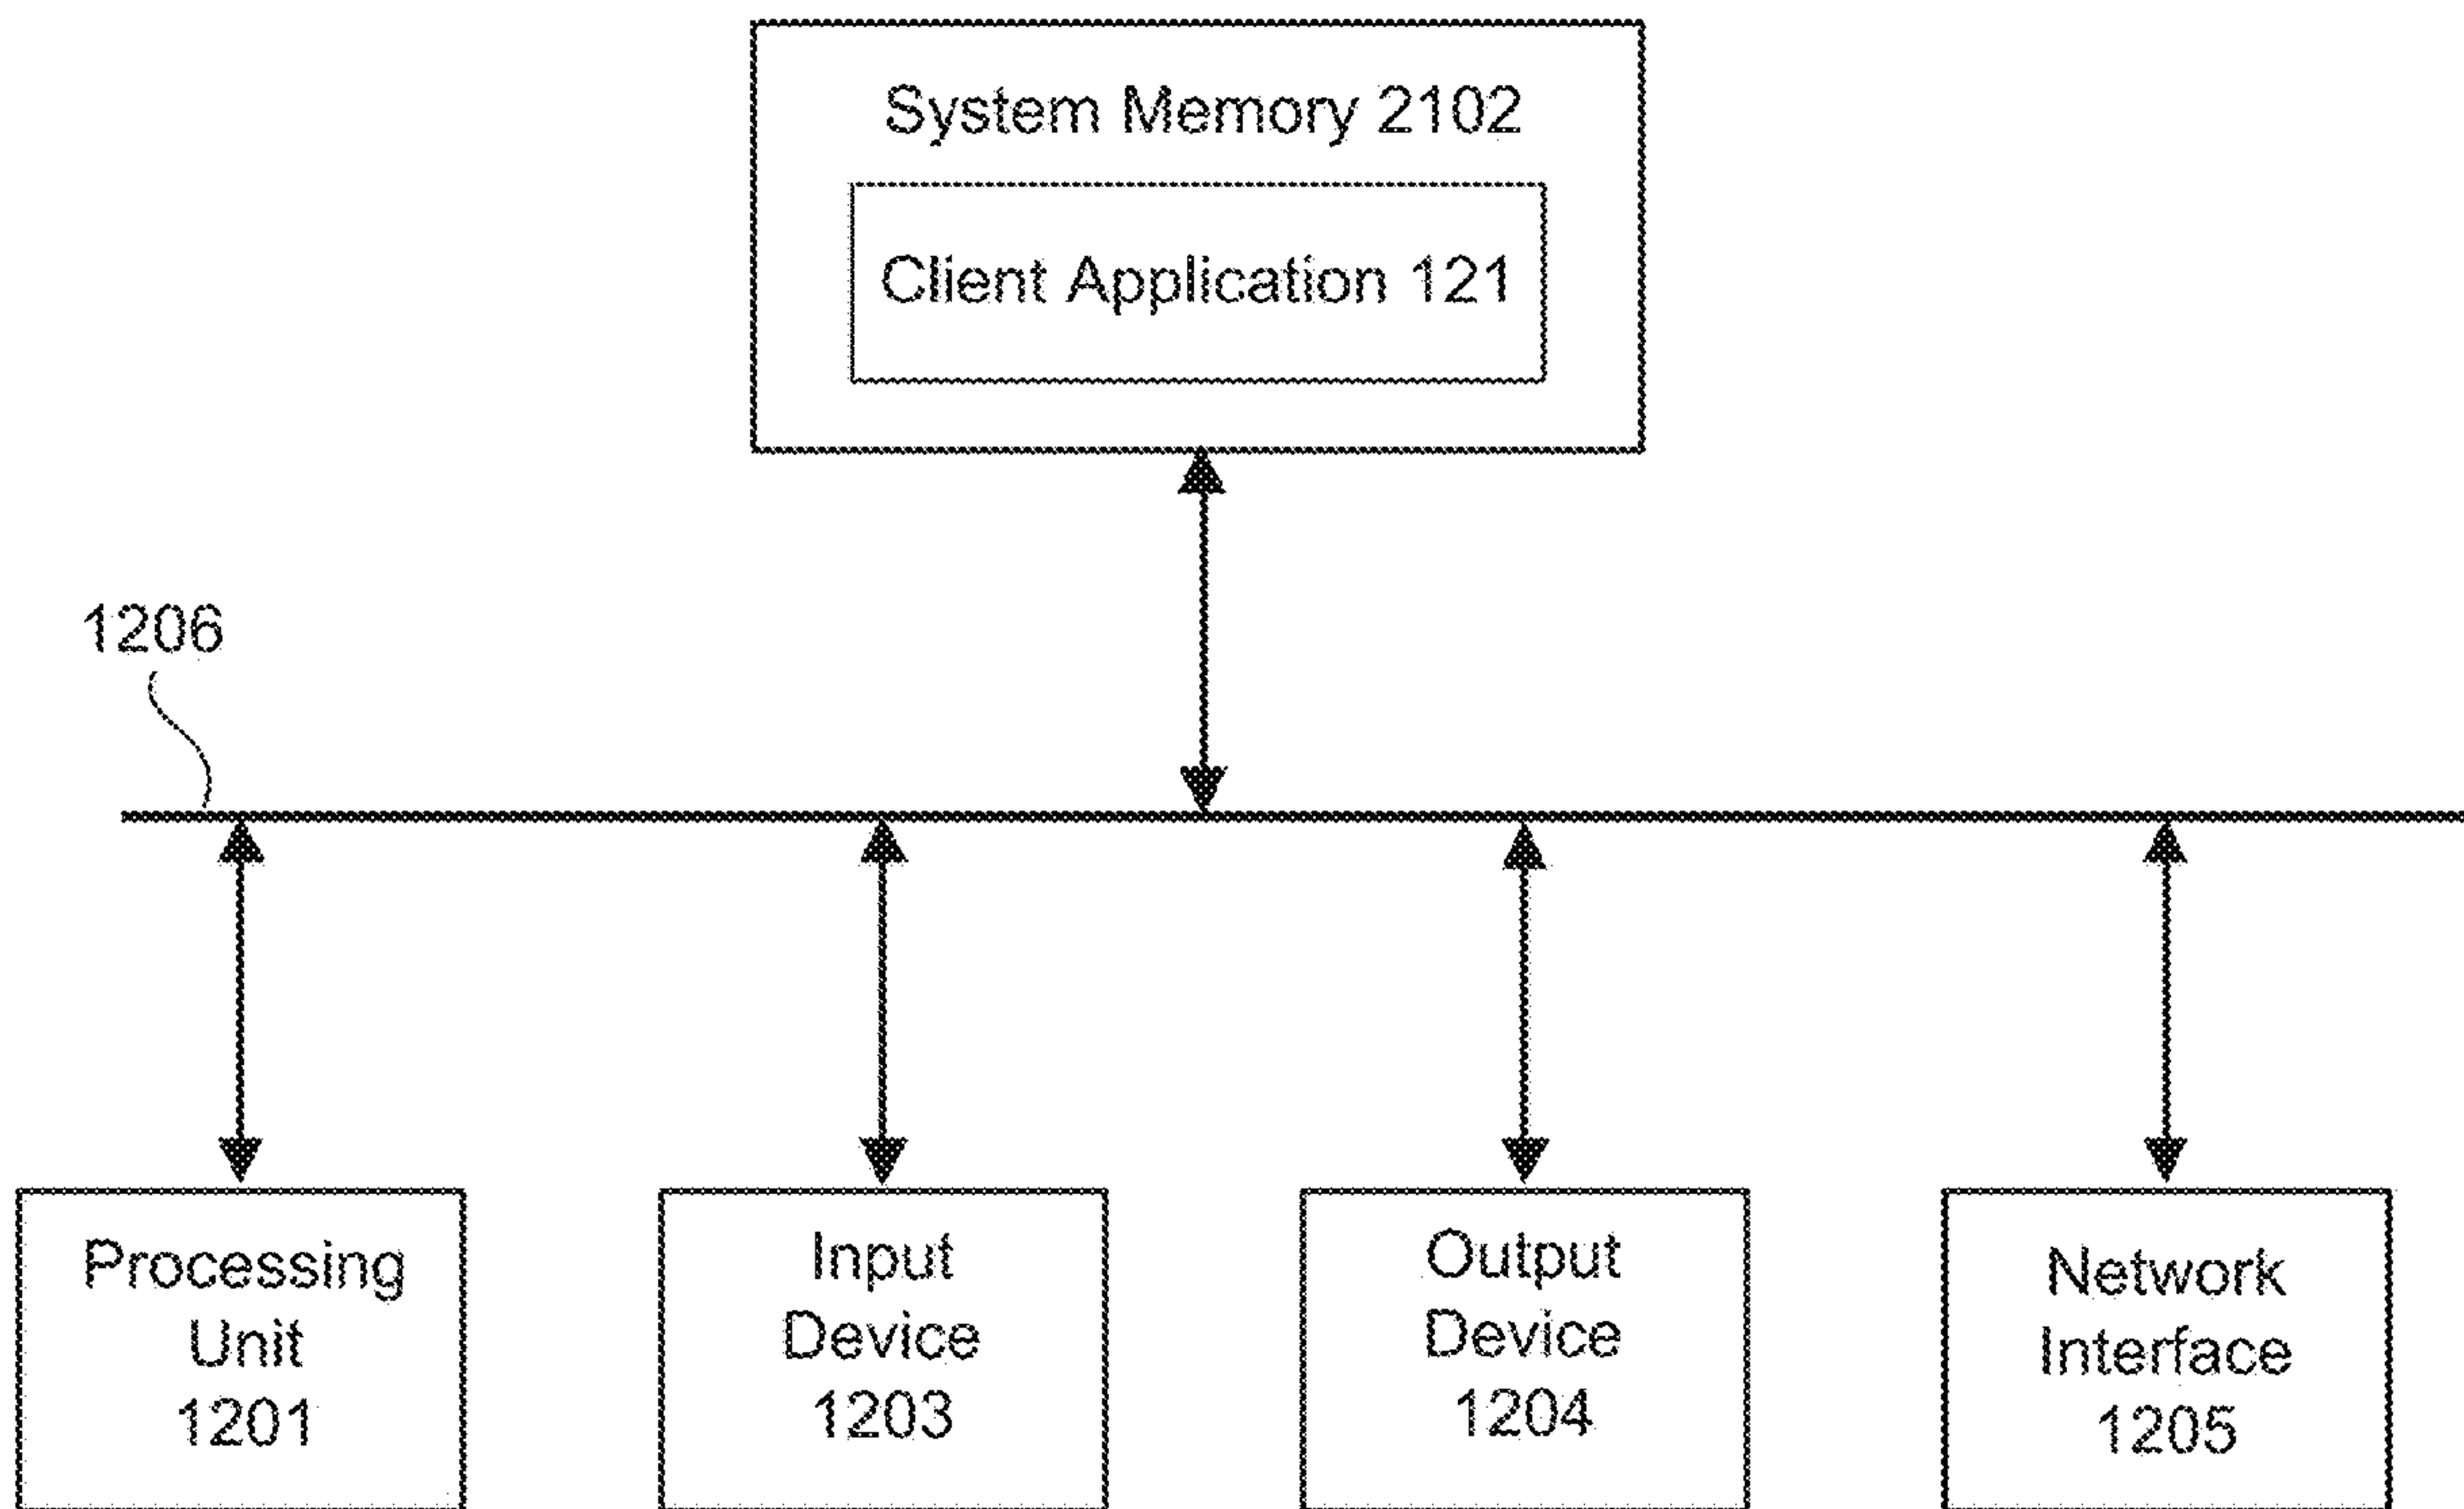 System Memory 2102
Client Application 121
1206
Processing
Unit
1201
Input
Device
1203
Output
Device
1204
Network
Interface
1205